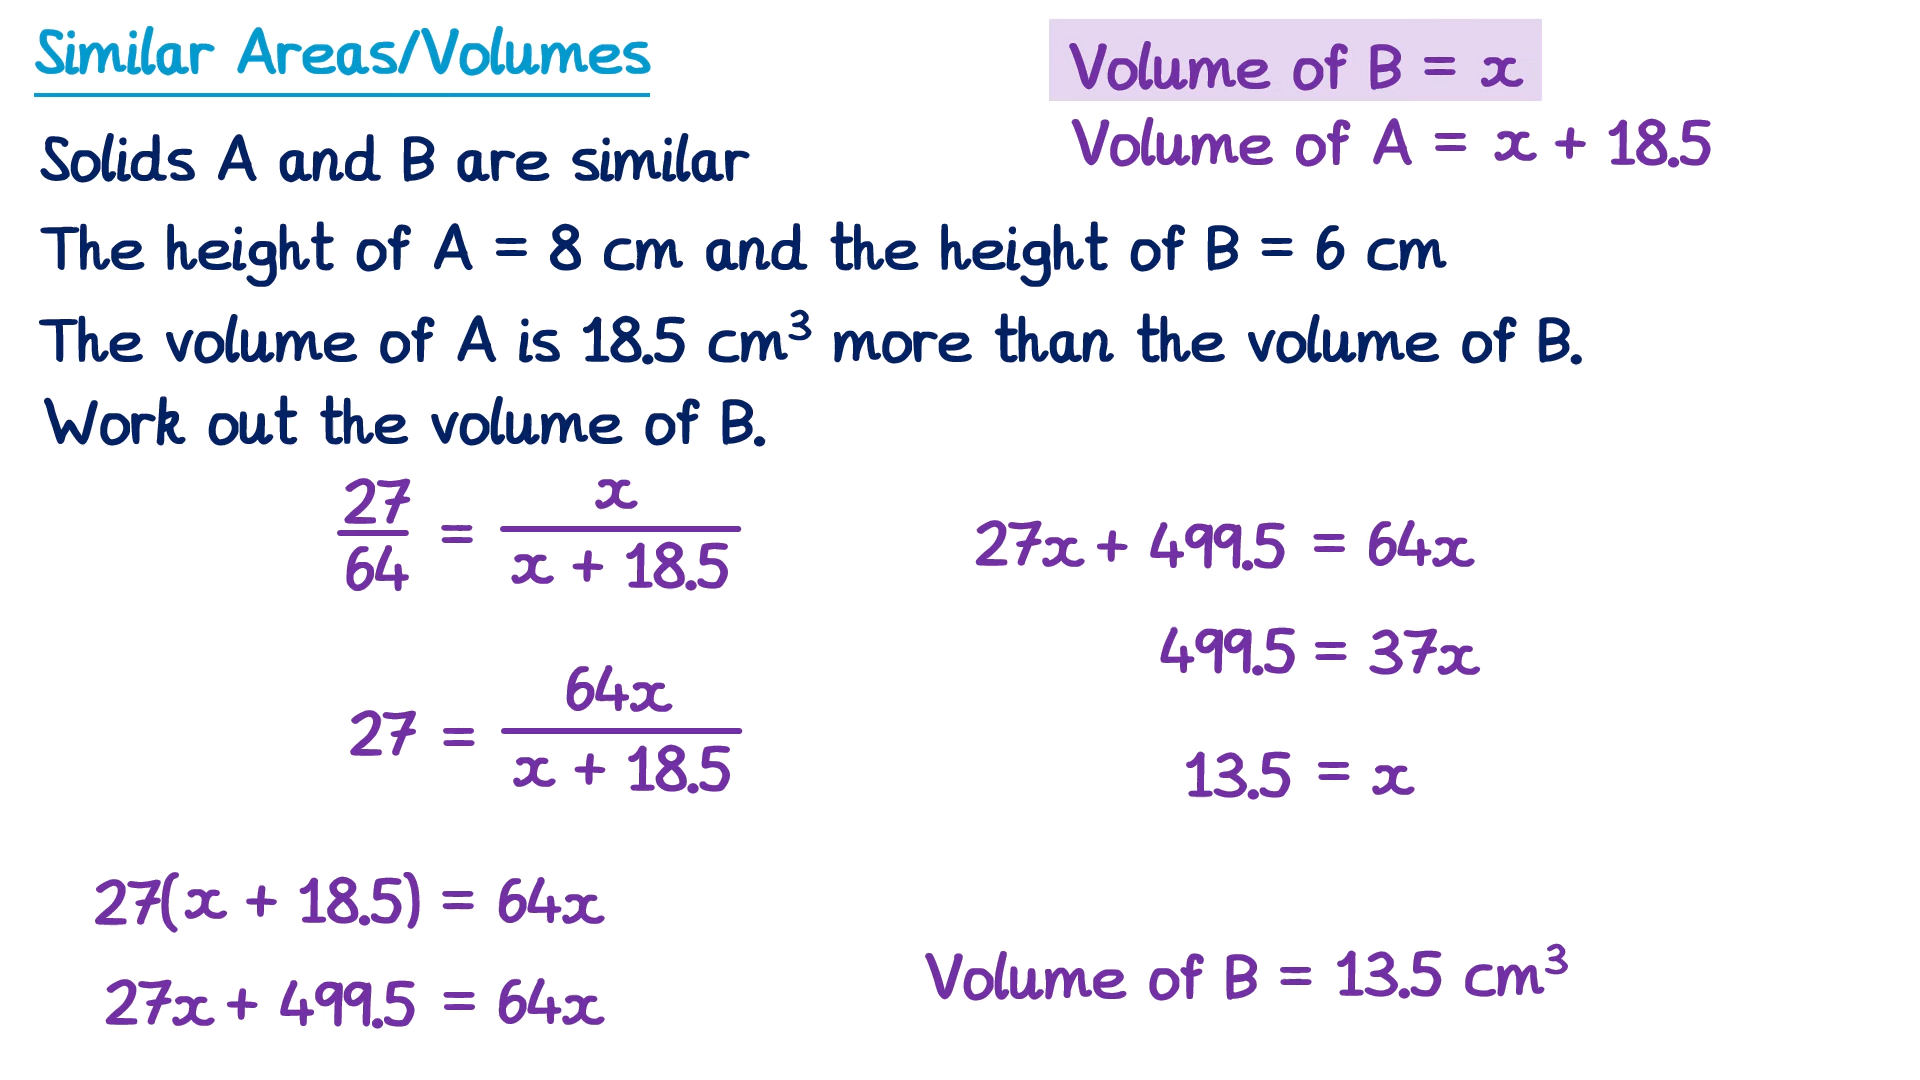 Similar Areas/Volumes
Volume of B = x
Volume of A = x + 18.5
Solids A and B are similar
The height of A = 8 cm and the height of B = 6 cm
The volume of A is 18.5 cm³ more than the volume of B.
Work out the volume of B.
27/64 = x/(x + 18.5)
27 = 64x/(x + 18.5)
27(x + 18.5) = 64x
27x + 499.5 = 64x
27x + 499.5 = 64x
499.5 = 37x
13.5 = x
Volume of B = 13.5 cm³